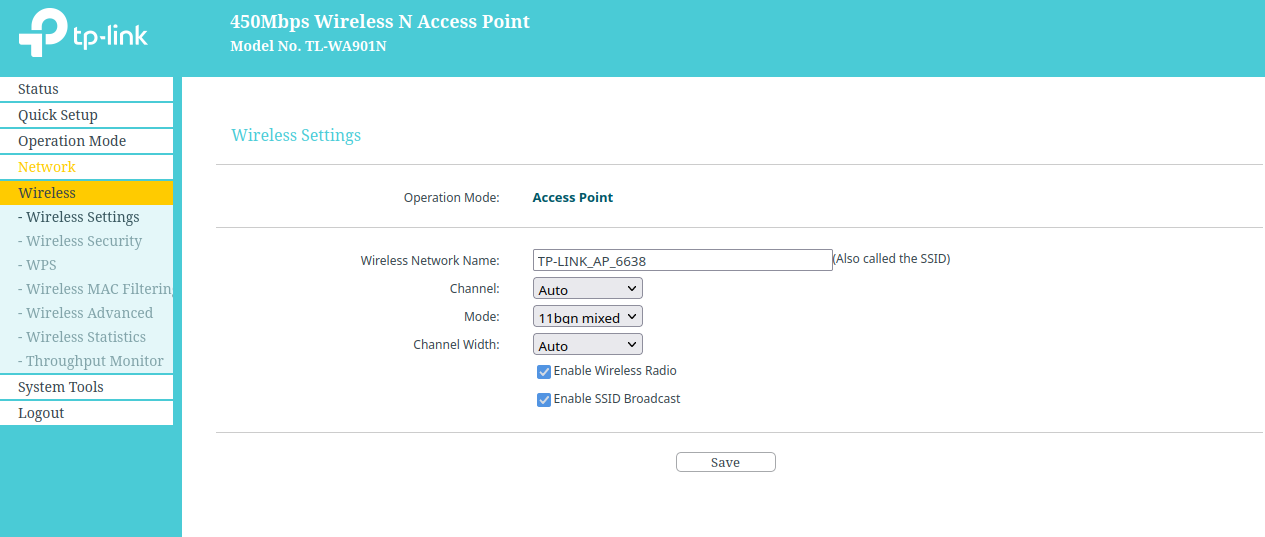 tp-link
450Mbps Wireless N Access Point
Model No. TL-WA901N
Status
Quick Setup
Operation Mode
Network
Wireless
- Wireless Settings
- Wireless Security
- WPS
- Wireless MAC Filtering
- Wireless Advanced
- Wireless Statistics
- Throughput Monitor
System Tools
Logout
Wireless Settings
Operation Mode: Access Point
Wireless Network Name: TP-LINK_AP_6638 (Also called the SSID)
Channel: Auto
Mode: 11bgn mixed
Channel Width: Auto
Enable Wireless Radio
Enable SSID Broadcast
Save